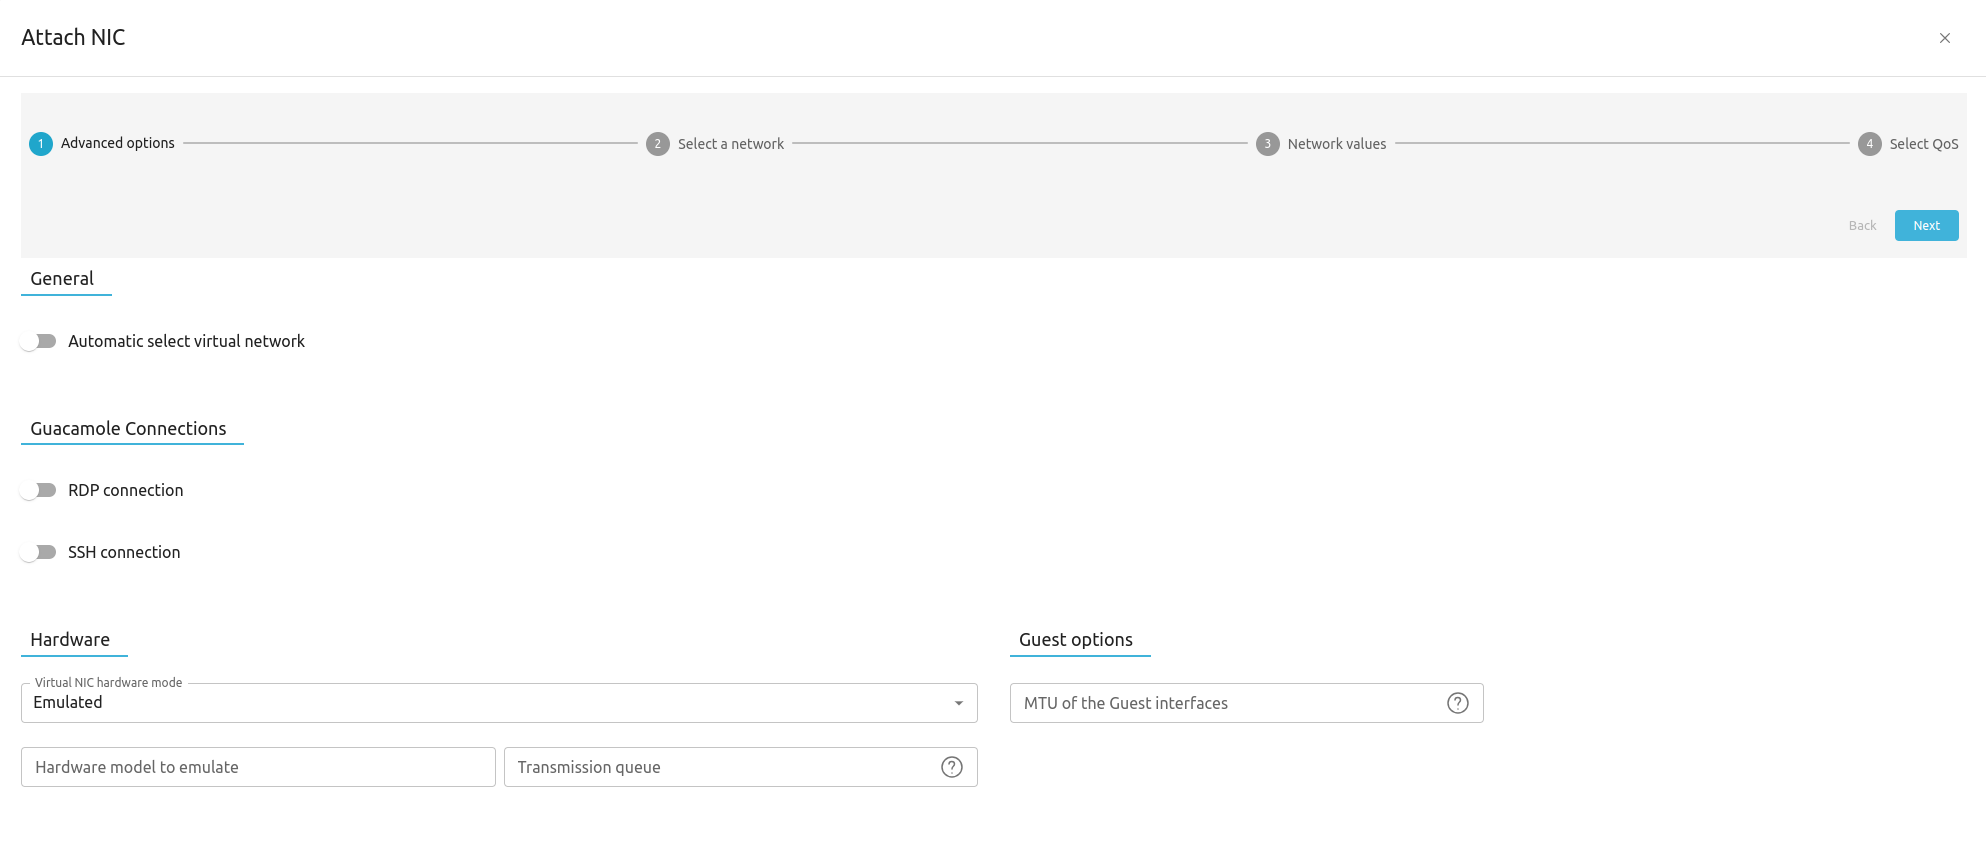 Attach NIC
1 Advanced options 2 Select a network 3 Network values 4 Select QoS
Back Next
General
Automatic select virtual network
Guacamole Connections
RDP connection
SSH connection
Hardware Guest options
Virtual NIC hardware mode
Emulated MTU of the Guest interfaces ?
Hardware model to emulate Transmission queue ?